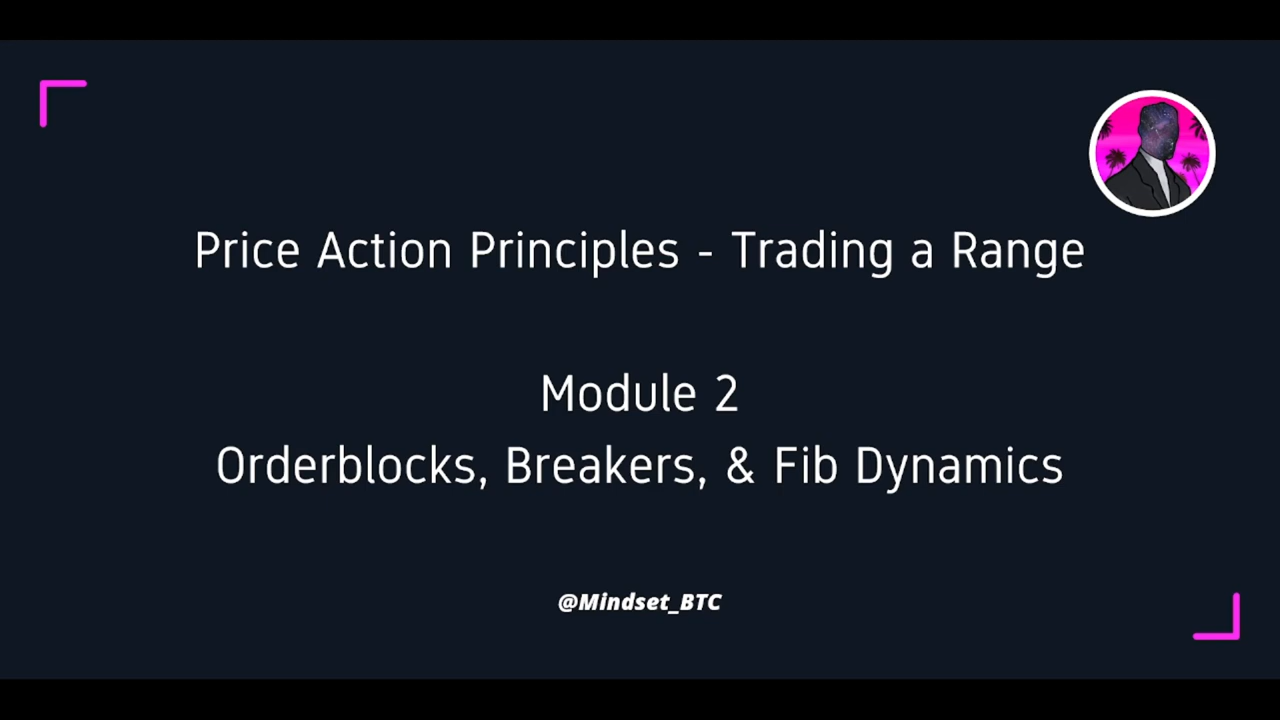 Price Action Principles - Trading a Range
Module 2
Orderblocks, Breakers, & Fib Dynamics
@Mindset_BTC